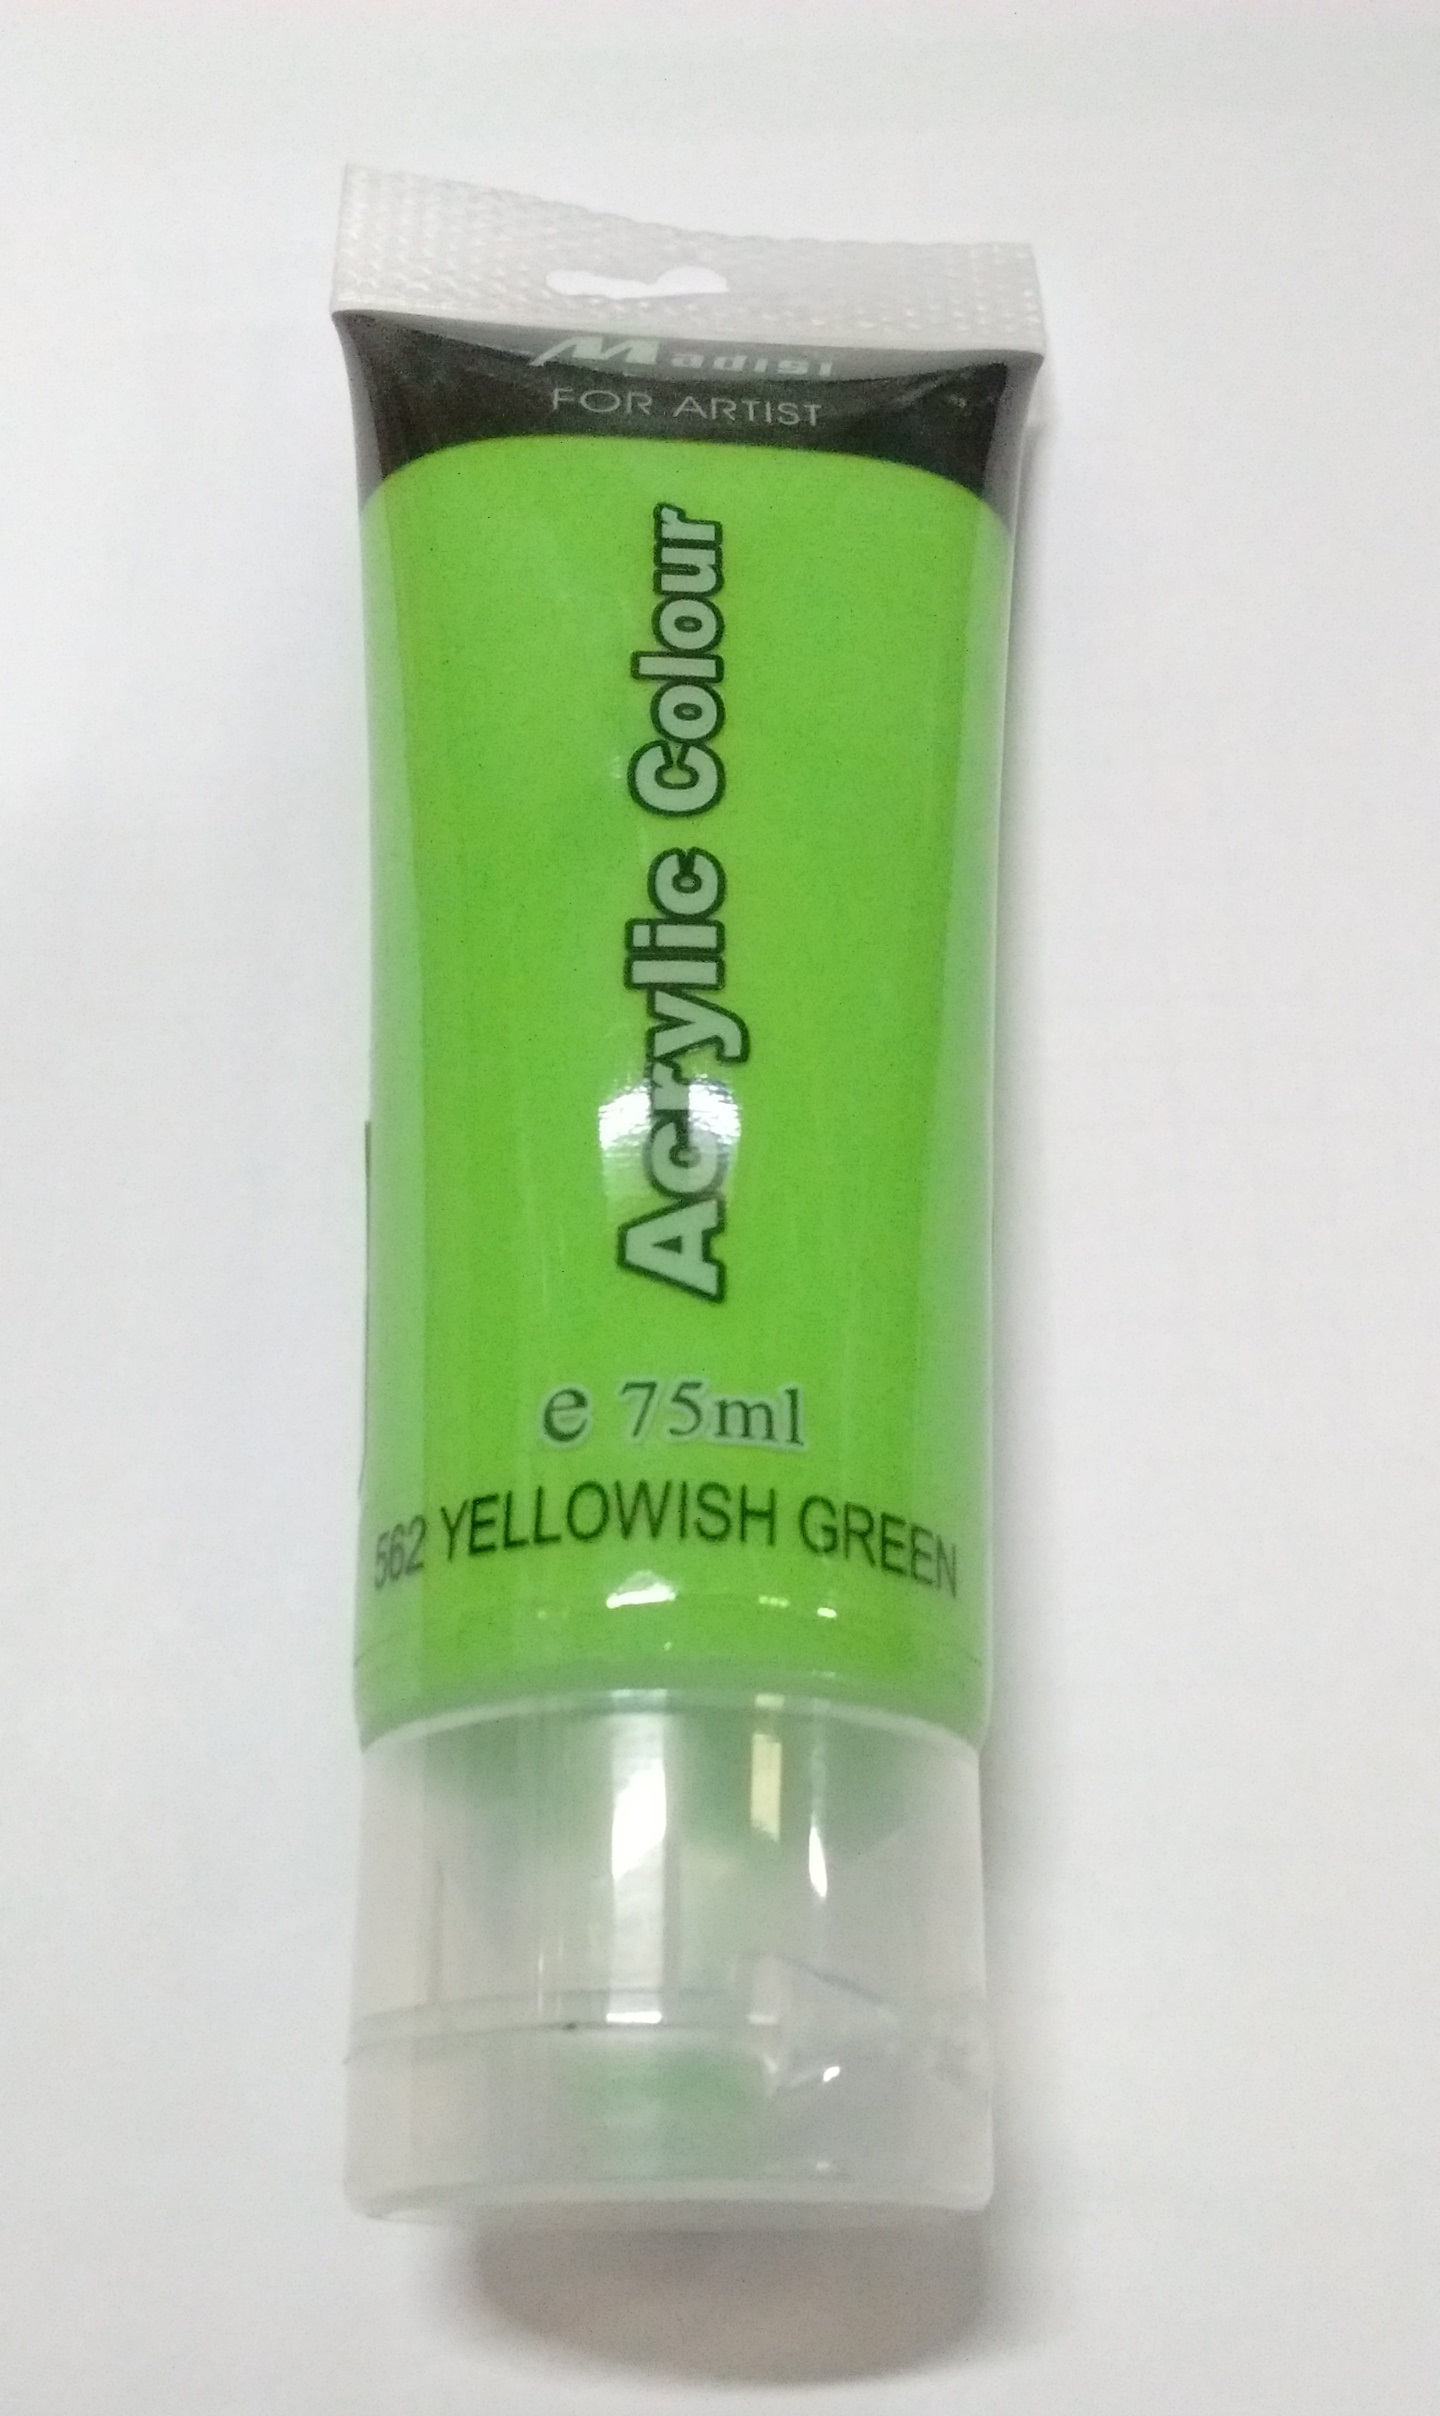 Madisi
FOR ARTIST
Acrylic Colour
e 75ml
562 YELLOWISH GREEN